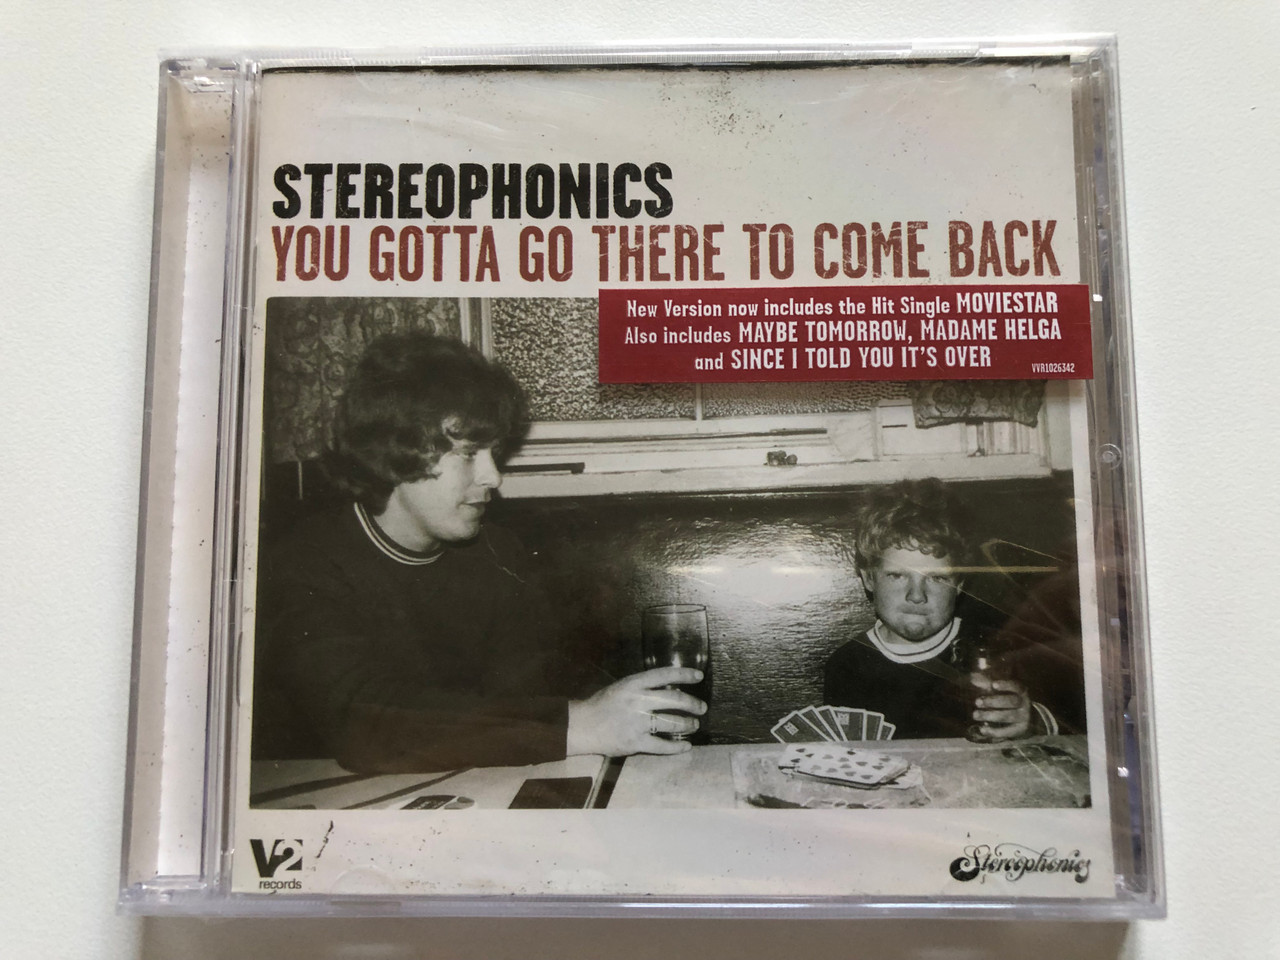 STEREOPHONICS
YOU GOTTA GO THERE TO COME BACK
New Version now includes the Hit Single MOVIESTAR
Also includes MAYBE TOMORROW, MADAME HELGA
and SINCE I TOLD YOU IT'S OVER
VVR1026342
V2
records
Stereophonics